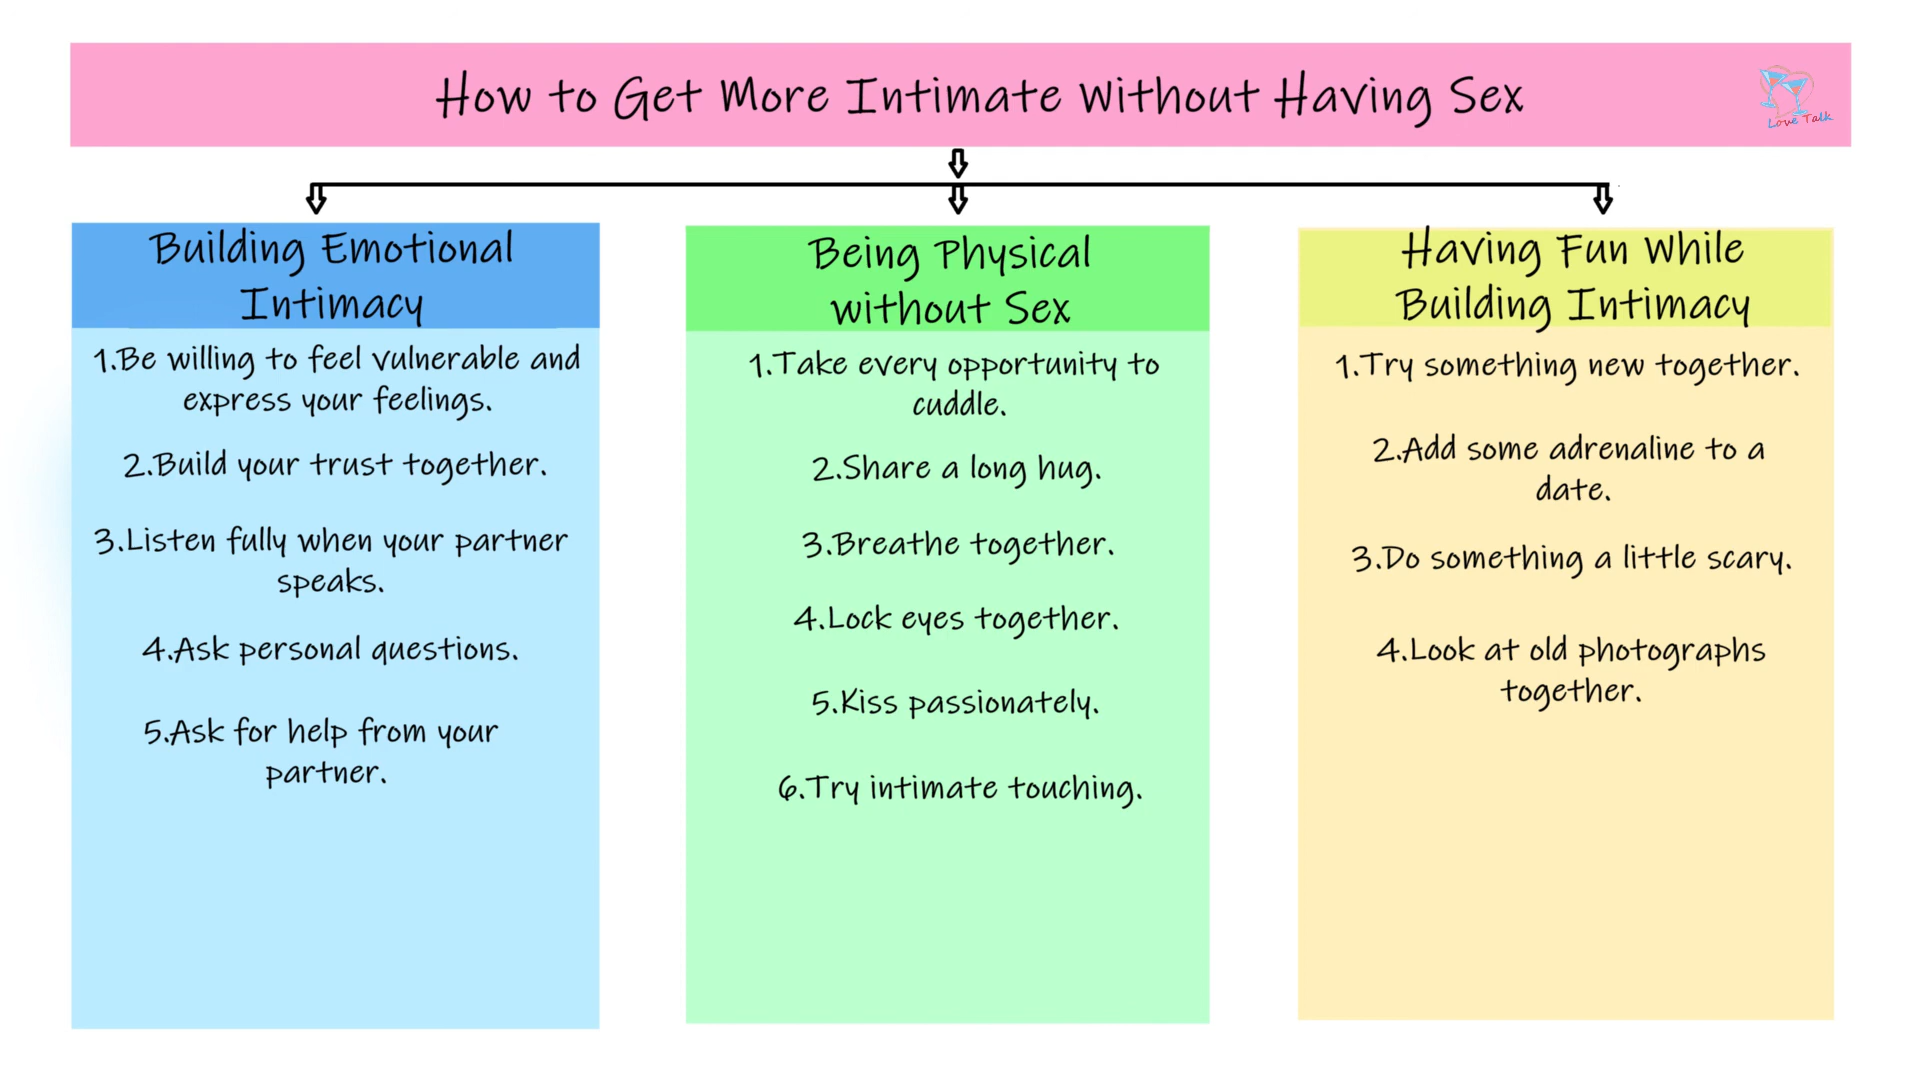 How to Get More Intimate Without Having Sex
Love Talk
Building Emotional
Intimacy
1.Be willing to feel vulnerable and
express your feelings.
2.Build your trust together.
3.Listen fully when your partner
speaks.
4.Ask personal questions.
5.Ask for help from your
partner.
Being Physical
without Sex
1.Take every opportunity to
cuddle.
2.Share a long hug.
3.Breathe together.
4.Lock eyes together.
5.Kiss passionately.
6.Try intimate touching.
Having Fun While
Building Intimacy
1.Try something new together.
2.Add some adrenaline to a
date.
3.Do something a little scary.
4.Look at old photographs
together.